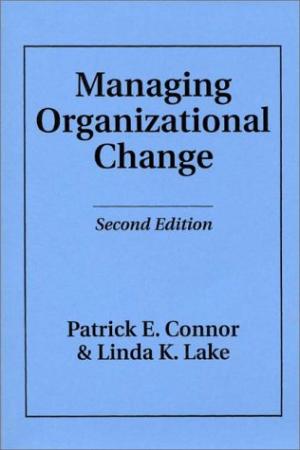 Managing
Organizational
Change
Second Edition
Patrick E. Connor
& Linda K. Lake